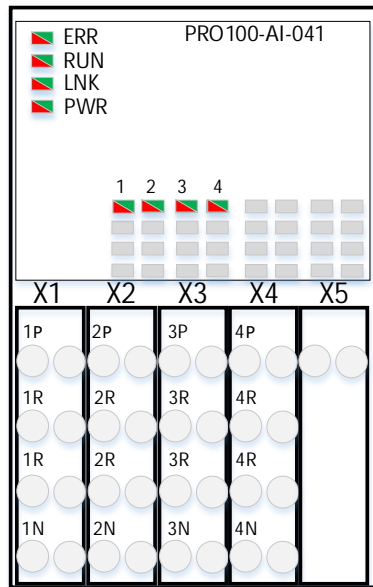 ERR PRO100-AI-041
RUN
LNK
PWR
1 2 3 4
X1 X2 X3 X4 X5
1P 2P 3P 4P
1R 2R 3R 4R
1R 2R 3R 4R
1N 2N 3N 4N